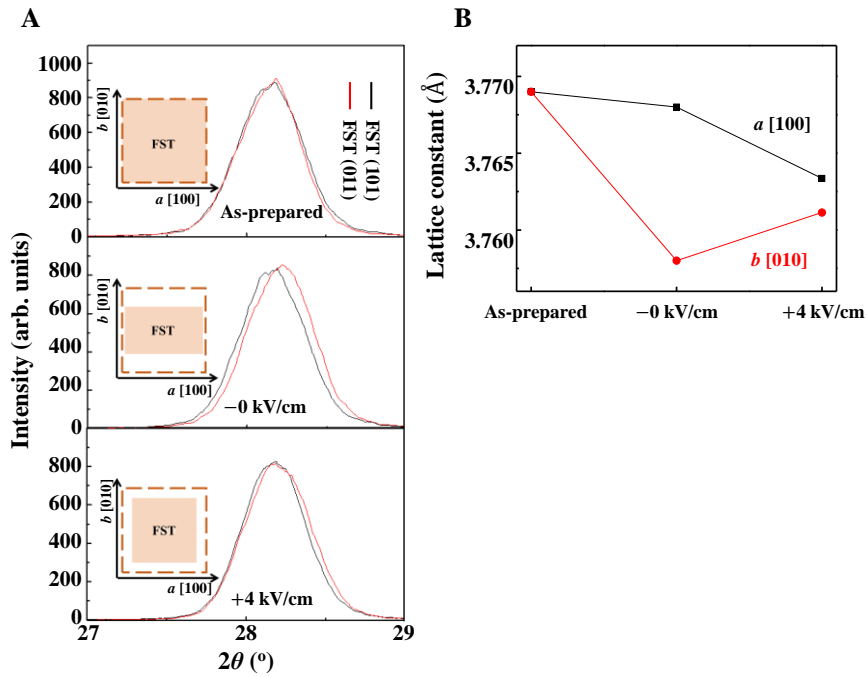 A
B
Intensity (arb. units)
1000
800
600
400
200
0
b [010]
FST
a [100]
FST (101)
FST (011)
As-prepared
800
600
400
200
0
b [010]
FST
a [100]
−0 kV/cm
800
600
400
200
0
b [010]
FST
a [100]
+4 kV/cm
27
28
29
2θ (°)
Lattice constant (Å)
3.770
3.765
3.760
a [100]
b [010]
As-prepared
−0 kV/cm
+4 kV/cm